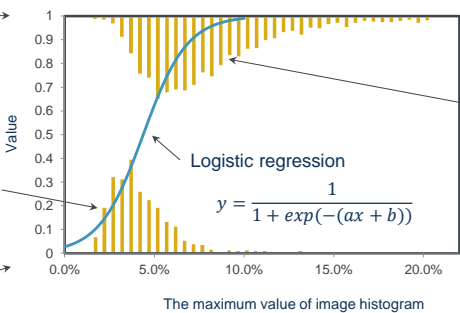 1
0.9
0.8
0.7
0.6
0.5
0.4
0.3
0.2
0.1
0
Value
Logistic regression
y = 1 / (1 + exp(−(ax + b)))
0.0% 5.0% 10.0% 15.0% 20.0%
The maximum value of image histogram